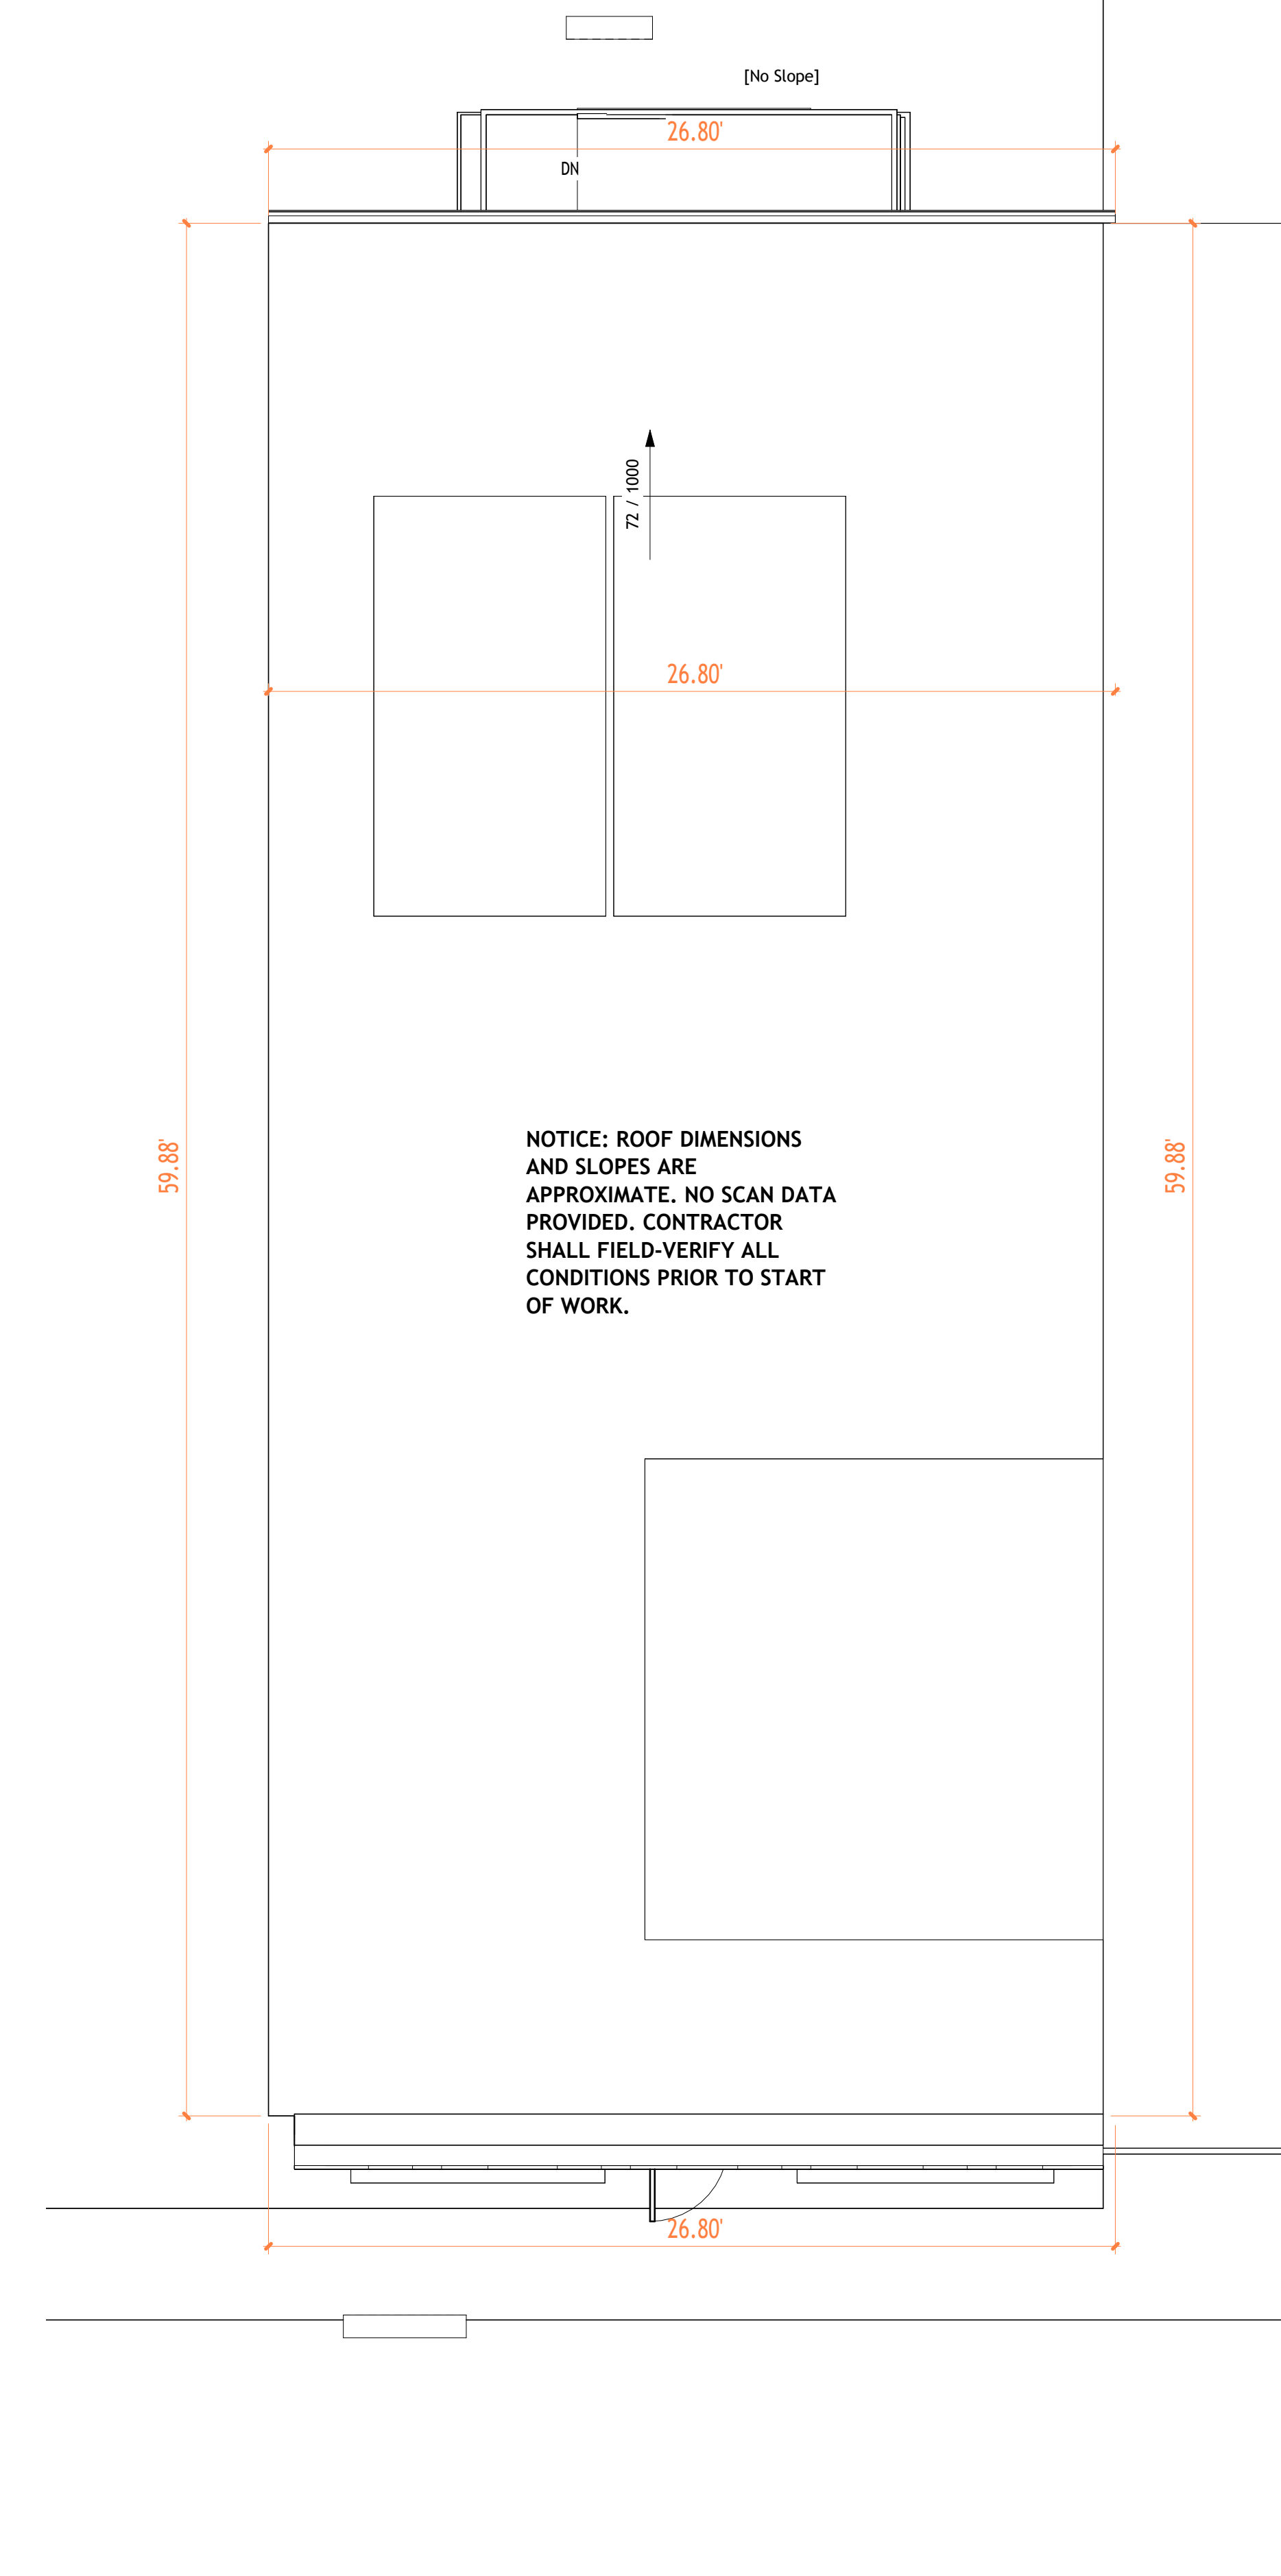 [No Slope]
26.80'
DN
72 / 1000
26.80'
NOTICE: ROOF DIMENSIONS
AND SLOPES ARE
APPROXIMATE. NO SCAN DATA
PROVIDED. CONTRACTOR
SHALL FIELD-VERIFY ALL
CONDITIONS PRIOR TO START
OF WORK.
59.88'
59.88'
26.80'